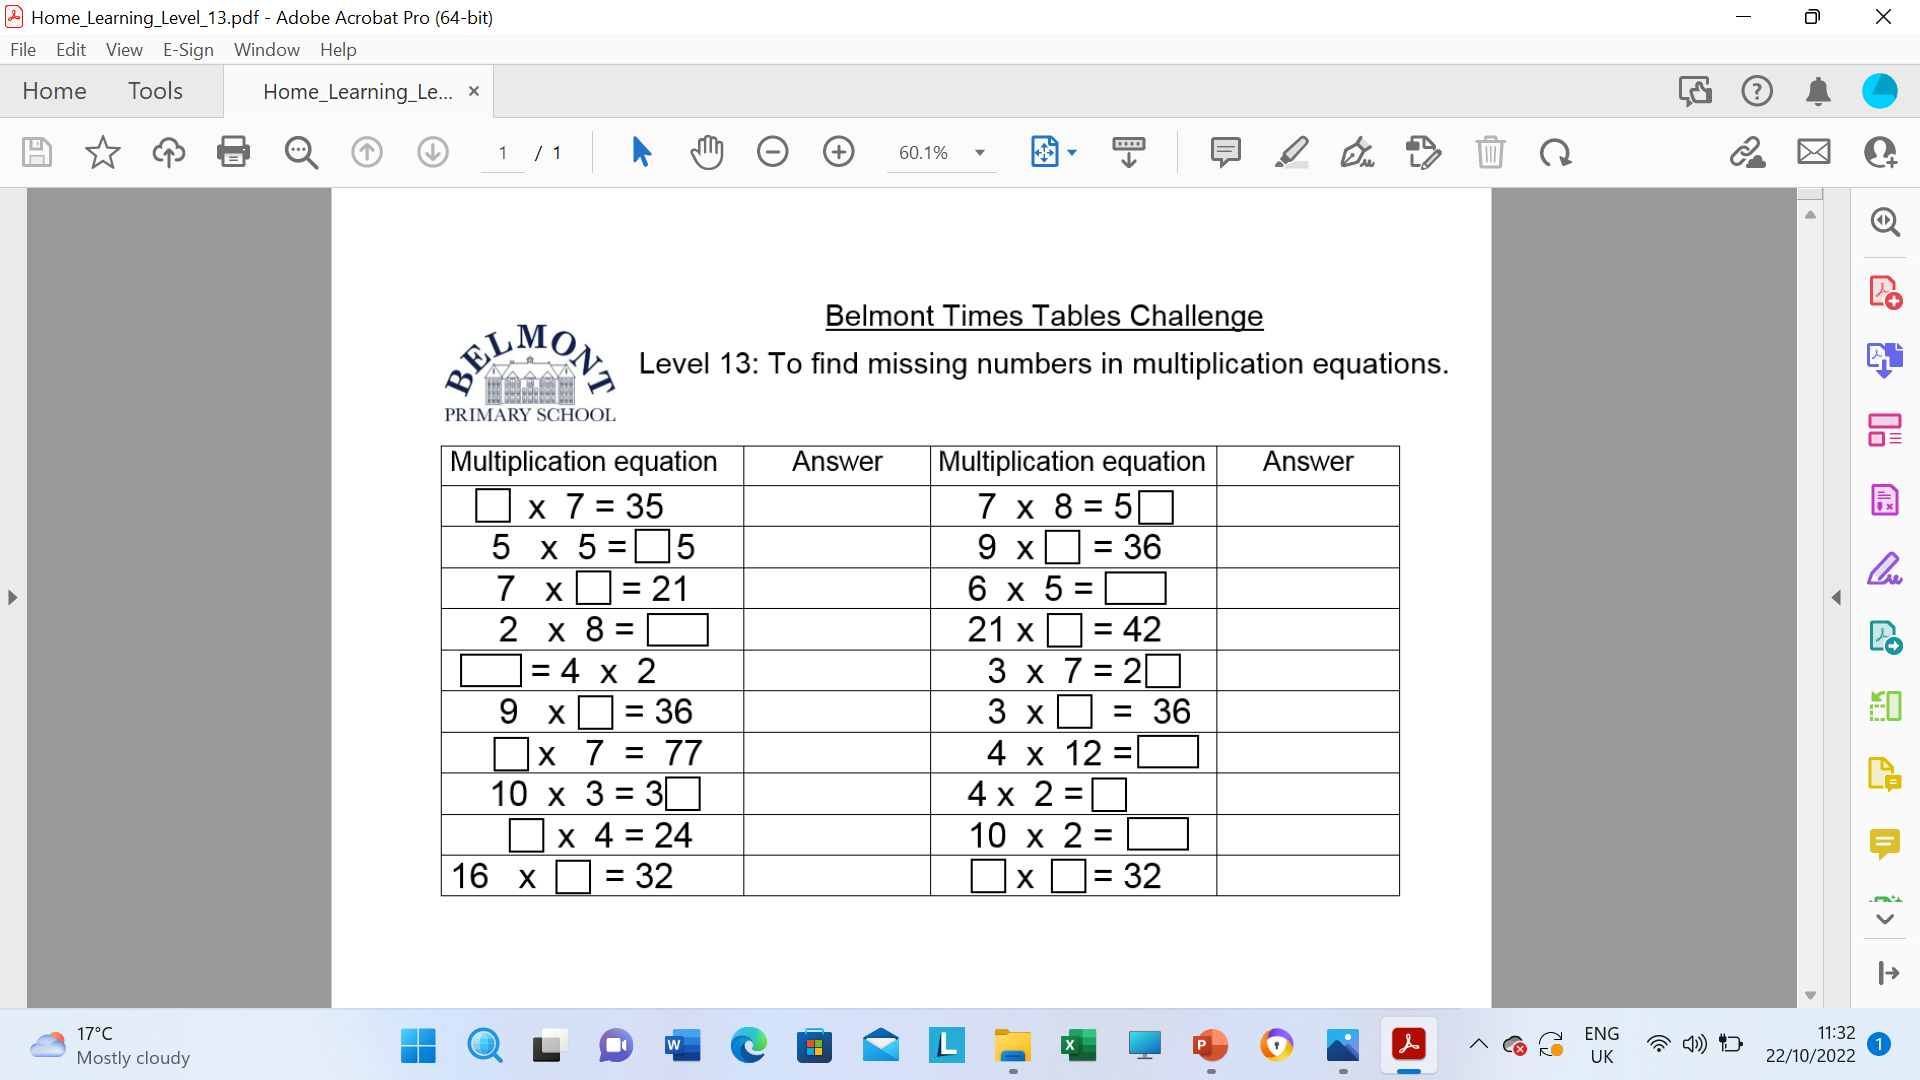 Home_Learning_Level_13.pdf - Adobe Acrobat Pro (64-bit)
File Edit View E-Sign Window Help
Home Tools Home_Learning_Le... ×
1 / 1 60.1%
BELMONT
PRIMARY SCHOOL
Belmont Times Tables Challenge
Level 13: To find missing numbers in multiplication equations.
Multiplication equation Answer Multiplication equation Answer
□ x 7 = 35 7 x 8 = 5□
5 x 5 = □5 9 x □ = 36
7 x □ = 21 6 x 5 = □
2 x 8 = □ 21 x □ = 42
□ = 4 x 2 3 x 7 = 2□
9 x □ = 36 3 x □ = 36
□ x 7 = 77 4 x 12 = □
10 x 3 = 3□ 4 x 2 = □
□ x 4 = 24 10 x 2 = □
16 x □ = 32 □ x □ = 32
17°C
Mostly cloudy
ENG
UK
11:32
22/10/2022
1